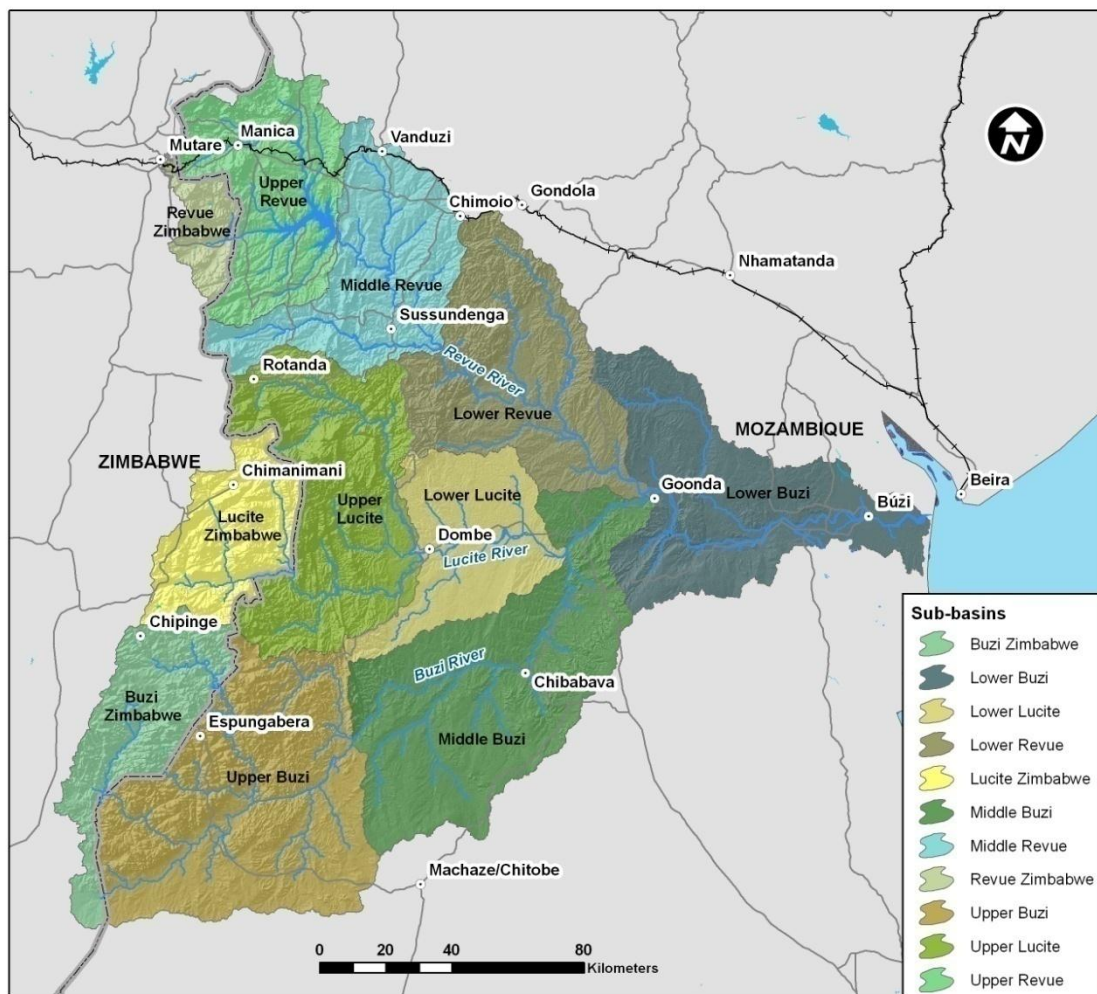 N
Mutare
Manica
Vanduzi
Upper
Revue
Revue
Zimbabwe
Chimoio
Gondola
Nhamatanda
Middle Revue
Sussundenga
Revue River
Rotanda
Lower Revue
MOZAMBIQUE
ZIMBABWE
Chimanimani
Lucite
Zimbabwe
Upper
Lucite
Lower Lucite
Dombe
Lucite River
Goonda
Lower Buzi
Búzi
Beira
Chipinge
Buzi
Zimbabwe
Espungabera
Upper Buzi
Buzi River
Chibabava
Middle Buzi
Machaze/Chitobe
0 20 40 80
Kilometers
Sub-basins
Buzi Zimbabwe
Lower Buzi
Lower Lucite
Lower Revue
Lucite Zimbabwe
Middle Buzi
Middle Revue
Revue Zimbabwe
Upper Buzi
Upper Lucite
Upper Revue